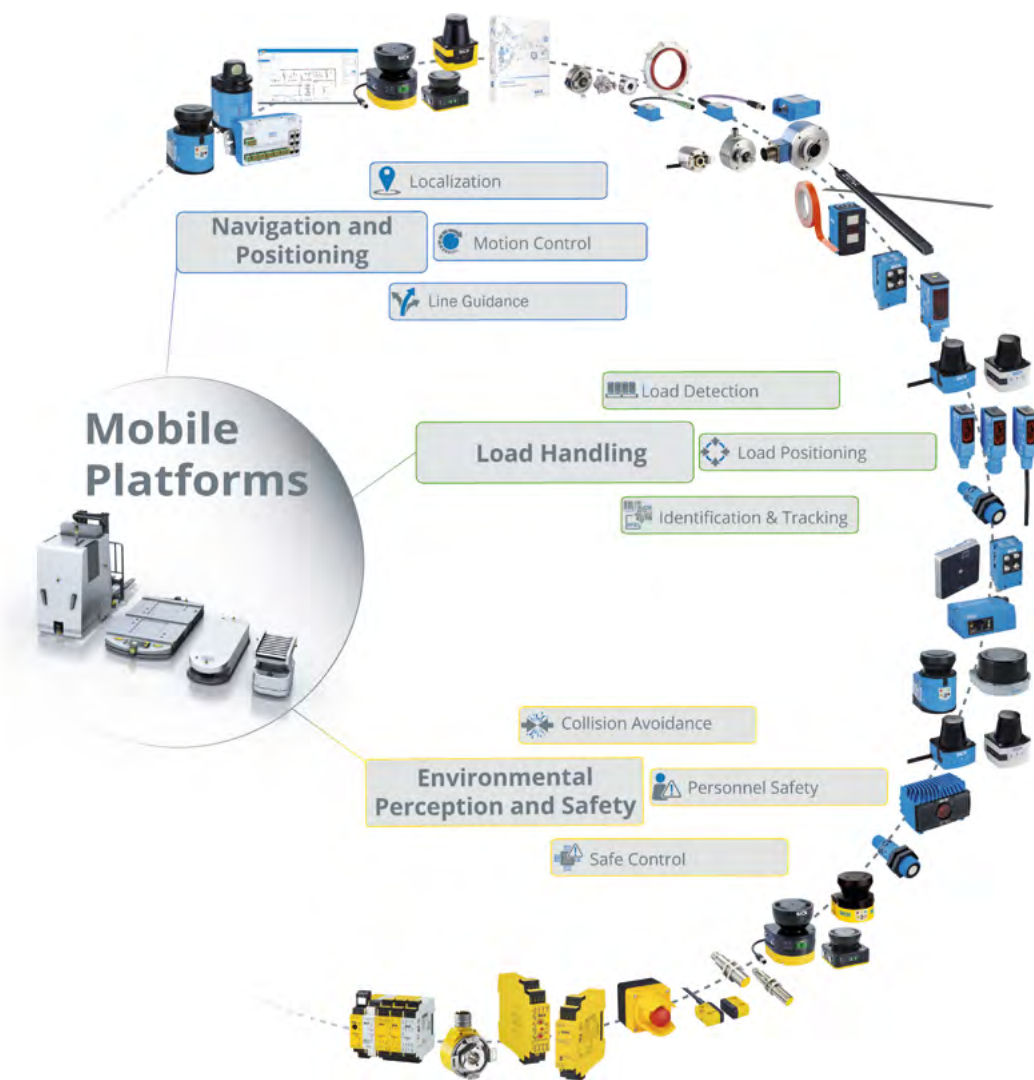 Localization
Navigation and
Positioning
Motion Control
Line Guidance
Mobile
Platforms
Load Detection
Load Handling
Load Positioning
Identification & Tracking
Collision Avoidance
Environmental
Perception and Safety
Personnel Safety
Safe Control